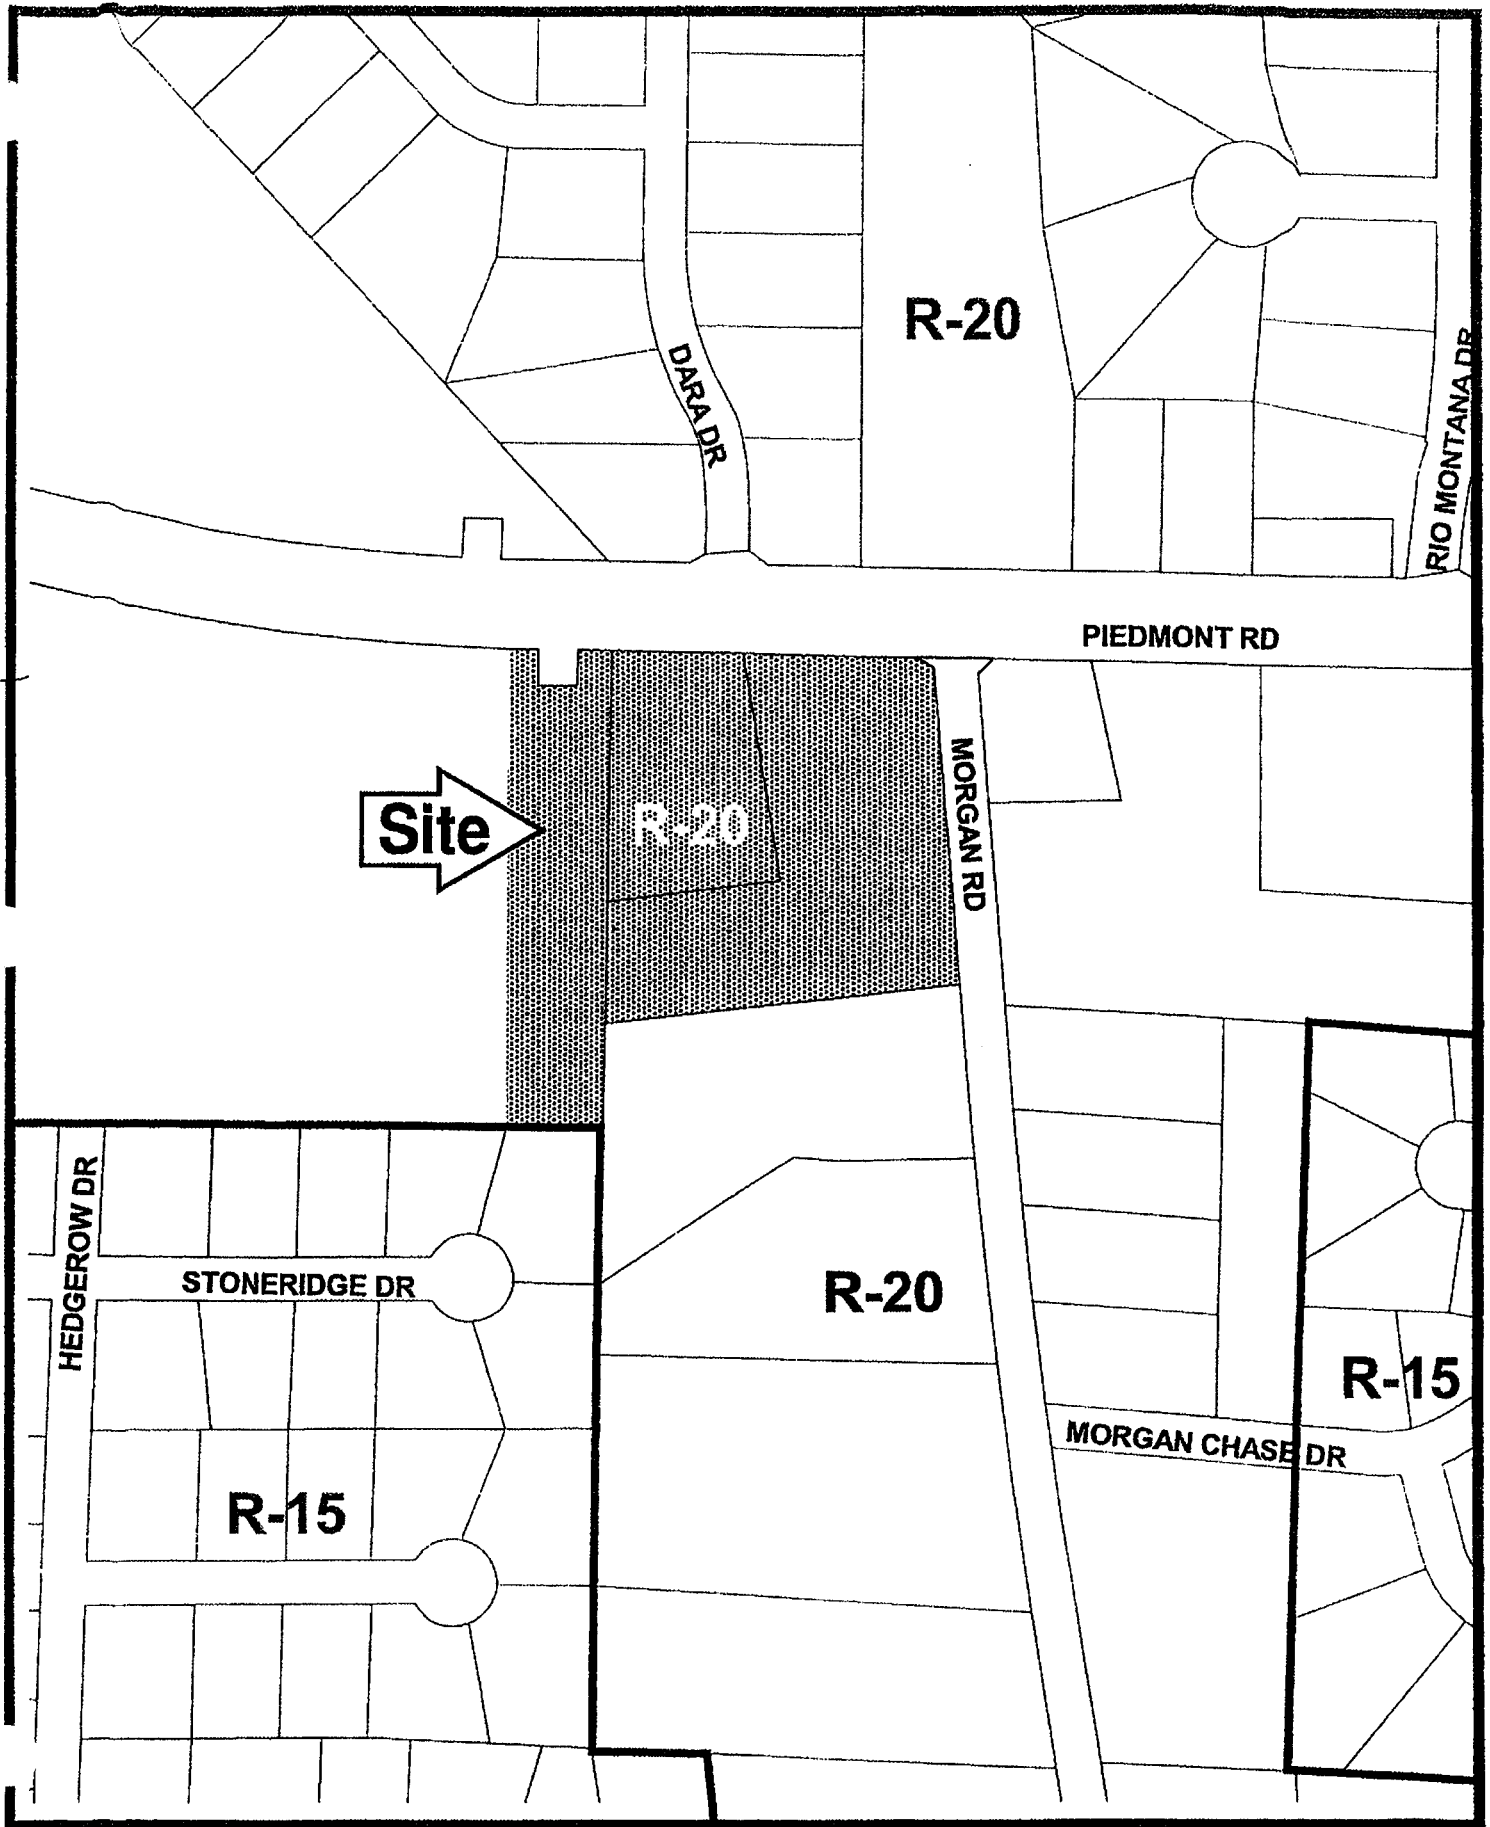 R-20
DARA DR
RIO MONTANA DR
PIEDMONT RD
Site
R-20
MORGAN RD
HEDGEROW DR
STONERIDGE DR
R-20
R-15
MORGAN CHASE DR
R-15